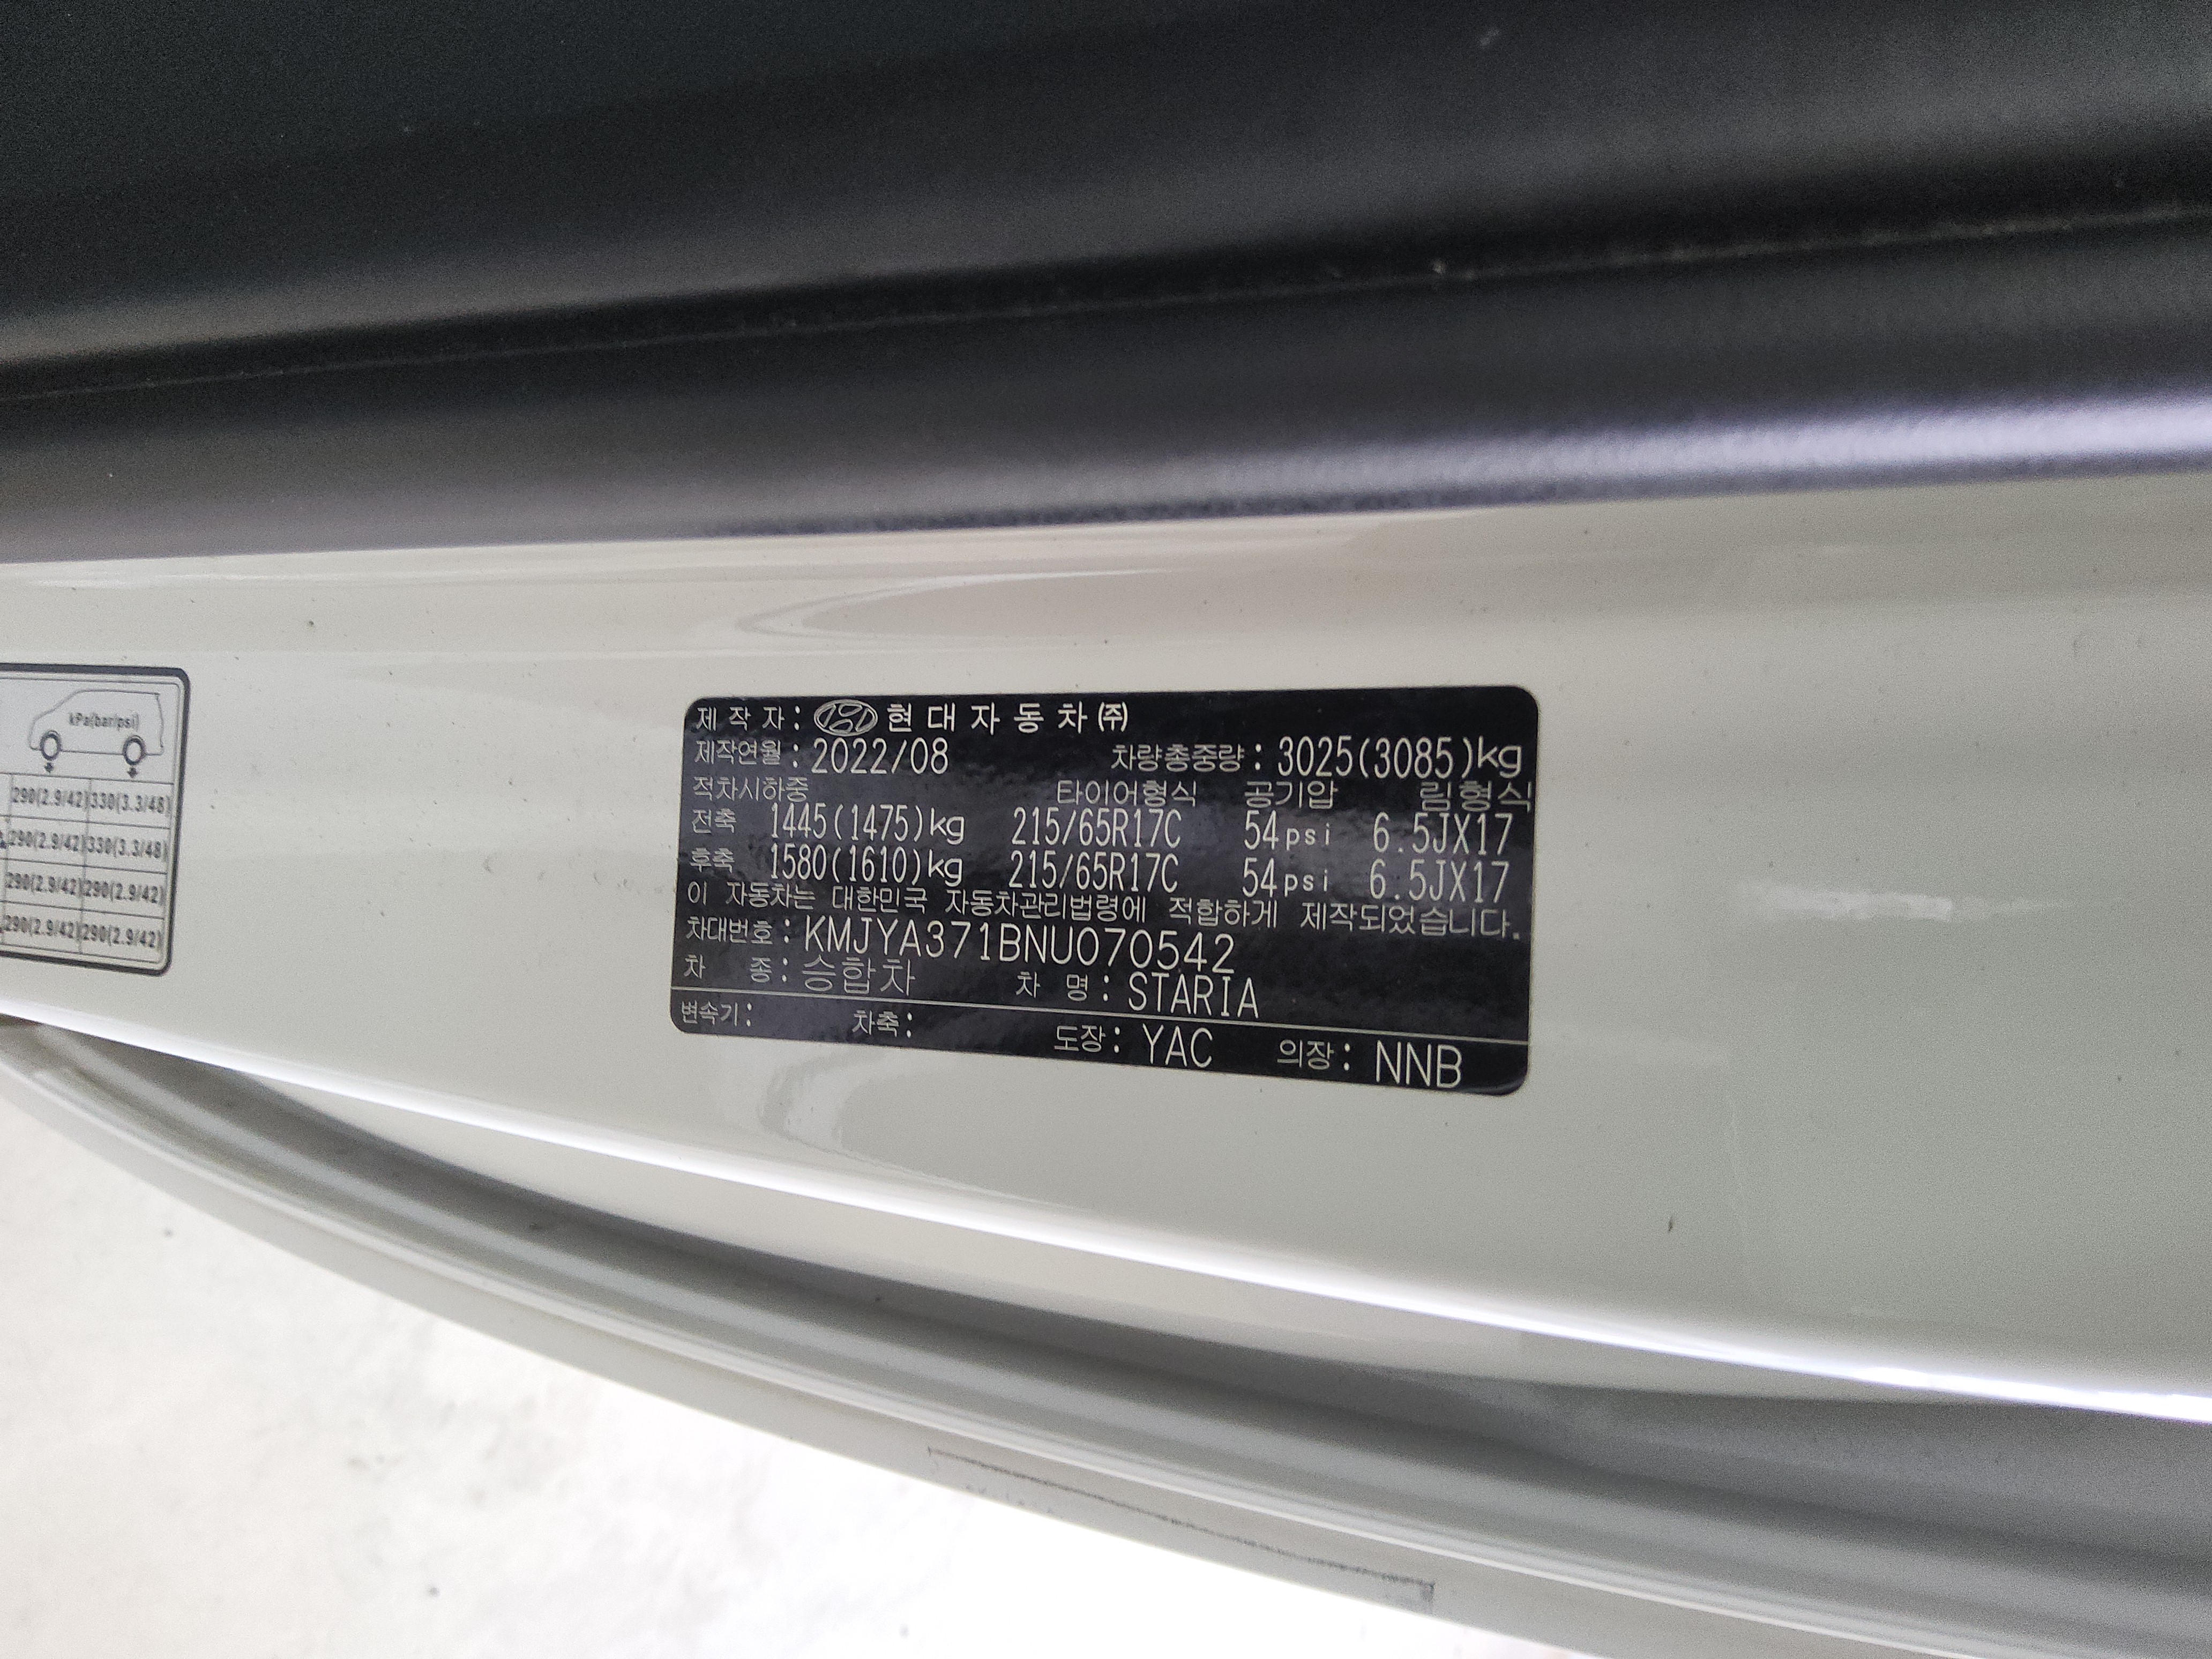 제 작 자 : 현 대 자 동 차 ㈜
제작연월 : 2022/08 차량총중량 : 3025(3085)kg
적차시하중 타이어형식 공기압 림형식
전축 1445(1475)kg 215/65R17C 54psi 6.5JX17
후축 1580(1610)kg 215/65R17C 54psi 6.5JX17
이 자동차는 대한민국 자동차관리법령에 적합하게 제작되었습니다.
차대번호 : KMJYA371BNU070542
차 종 : 승합차 차 명 : STARIA
변속기 : 차축 : 도장 : YAC 의장 : NNB
kPa(bar/psi)
290(2.9/42) 330(3.3/48)
290(2.9/42) 330(3.3/48)
290(2.9/42) 290(2.9/42)
290(2.9/42) 290(2.9/42)